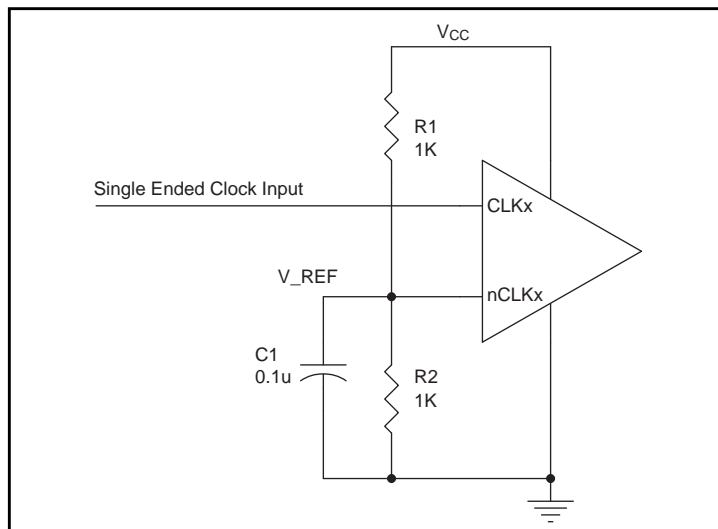 VCC
R1
1K
Single Ended Clock Input
CLKx
V_REF
nCLKx
C1
0.1u
R2
1K